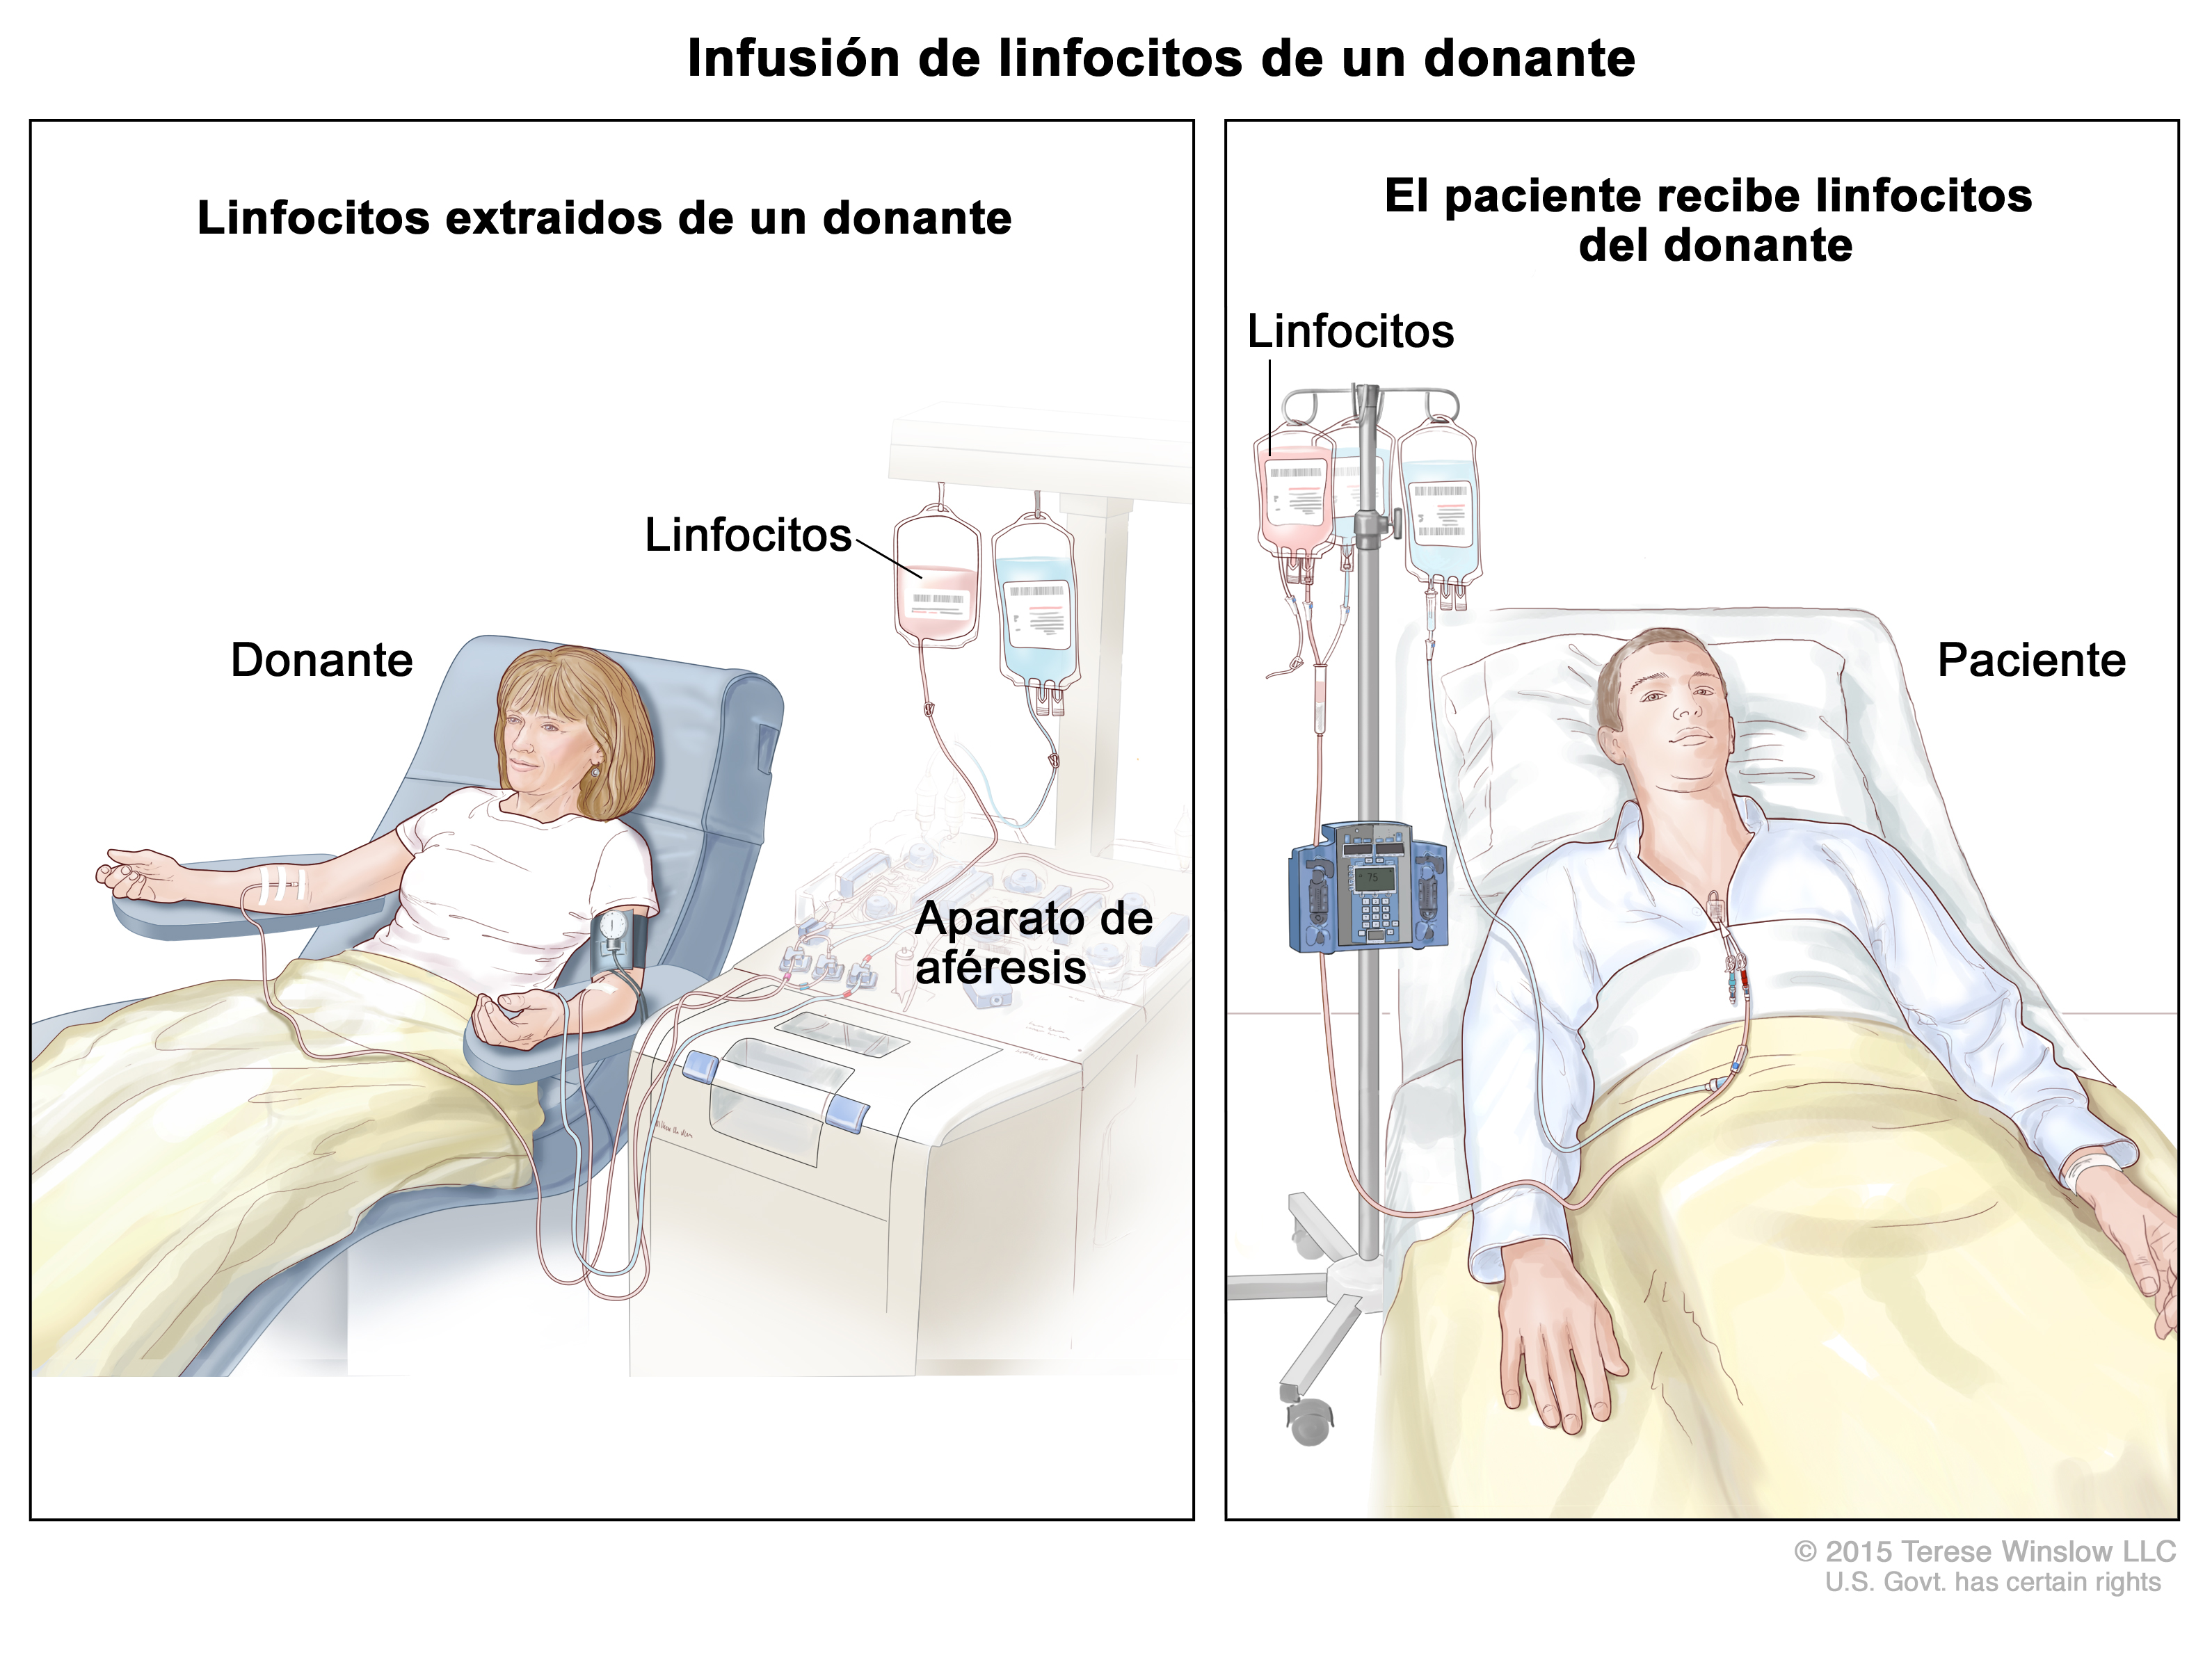 Infusión de linfocitos de un donante
Linfocitos extraidos de un donante
Linfocitos
Donante
Aparato de
aféresis
El paciente recibe linfocitos
del donante
Linfocitos
Paciente
75
© 2015 Terese Winslow LLC
U.S. Govt. has certain rights